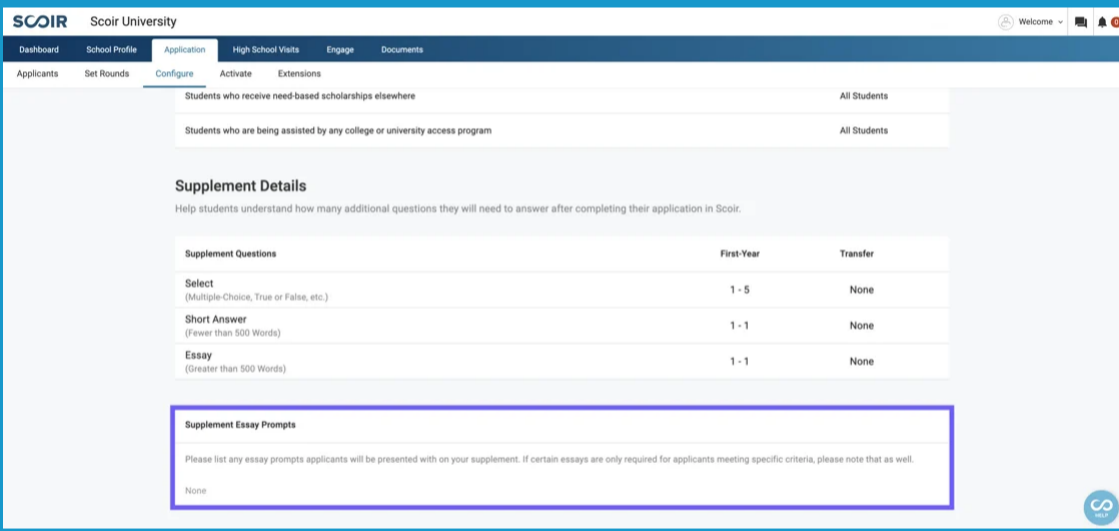 SCOIR Scoir University Welcome 0
Dashboard School Profile Application High School Visits Engage Documents
Applicants Set Rounds Configure Activate Extensions
Students who receive need-based scholarships elsewhere All Students
Students who are being assisted by any college or university access program All Students
Supplement Details
Help students understand how many additional questions they will need to answer after completing their application in Scoir.
Supplement Questions First-Year Transfer
Select
(Multiple-Choice, True or False, etc.) 1 - 5 None
Short Answer
(Fewer than 500 Words) 1 - 1 None
Essay
(Greater than 500 Words) 1 - 1 None
Supplement Essay Prompts
Please list any essay prompts applicants will be presented with on your supplement. If certain essays are only required for applicants meeting specific criteria, please note that as well.
None
HELP